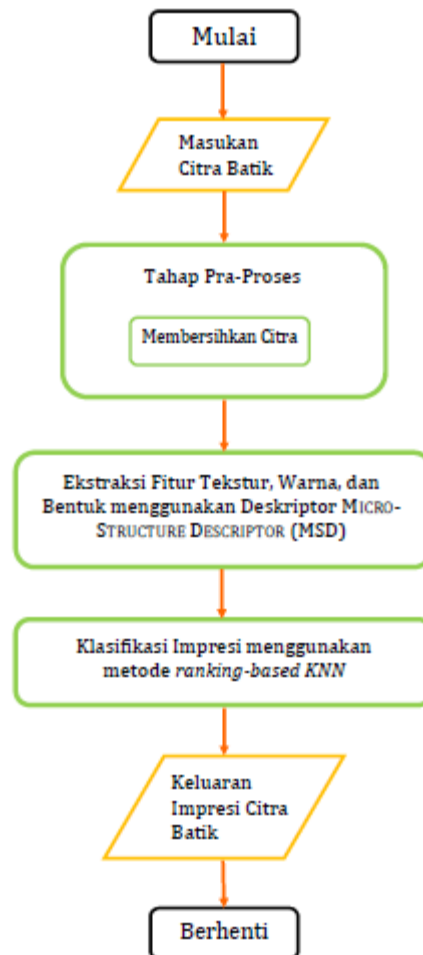 Mulai
Masukan
Citra Batik
Tahap Pra-Proses
Membersihkan Citra
Ekstraksi Fitur Tekstur, Warna, dan
Bentuk menggunakan Deskriptor MICRO-
STRUCTURE DESCRIPTOR (MSD)
Klasifikasi Impresi menggunakan
metode ranking-based KNN
Keluaran
Impresi Citra
Batik
Berhenti